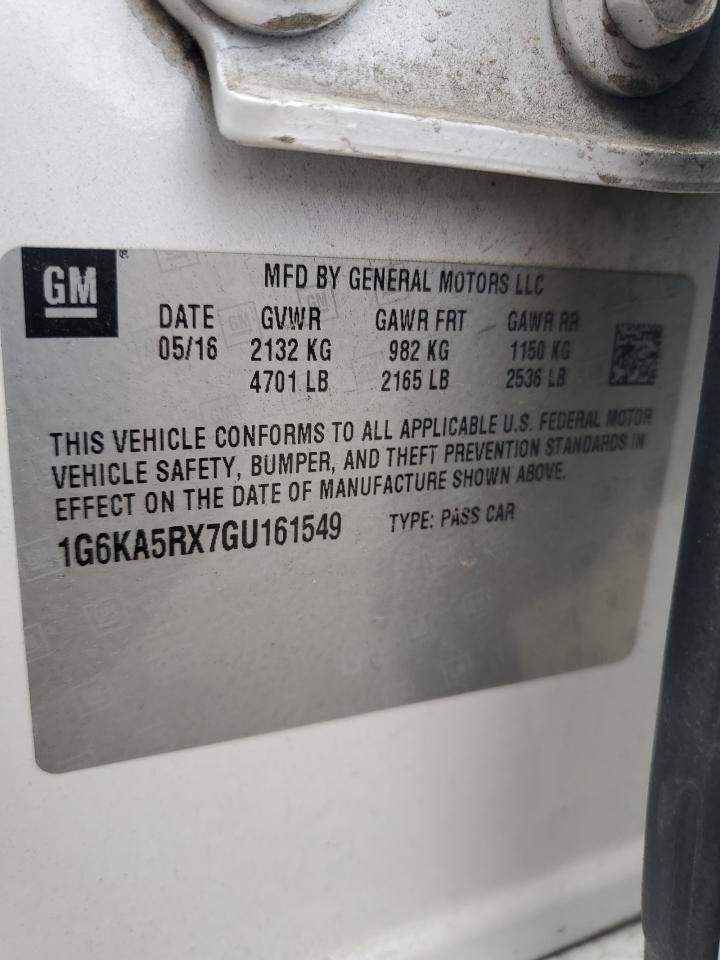 GM
MFD BY GENERAL MOTORS LLC
DATE GVWR GAWR FRT GAWR RR
05/16 2132 KG 982 KG 1150 KG
4701 LB 2165 LB 2536 LB
THIS VEHICLE CONFORMS TO ALL APPLICABLE U.S. FEDERAL MOTOR
VEHICLE SAFETY, BUMPER, AND THEFT PREVENTION STANDARDS IN
EFFECT ON THE DATE OF MANUFACTURE SHOWN ABOVE.
1G6KA5RX7GU161549 TYPE: PASS CAR